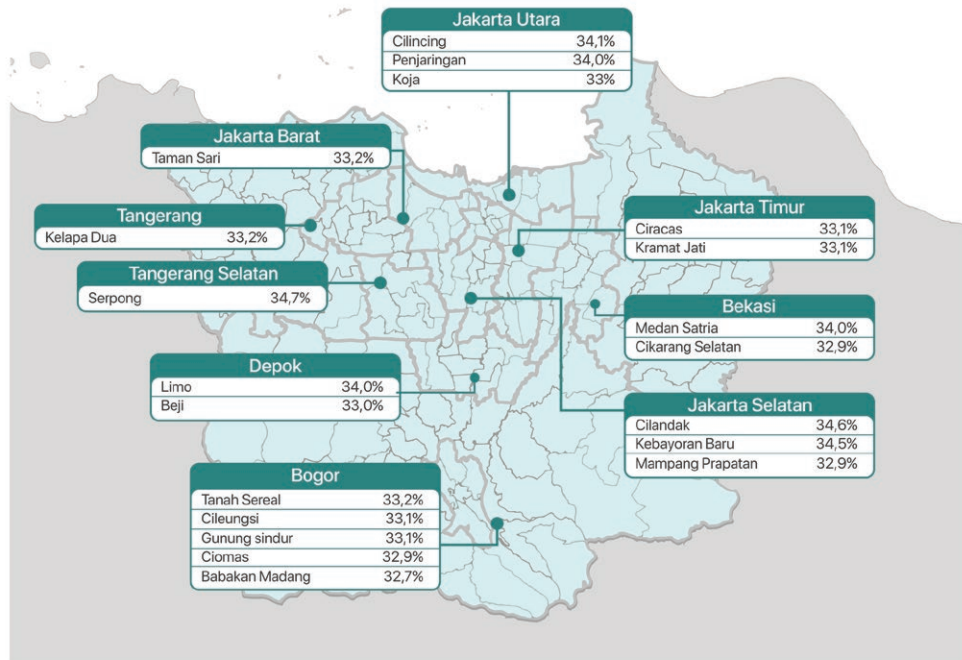 Jakarta Utara
Cilincing 34,1%
Penjaringan 34,0%
Koja 33%
Jakarta Barat
Taman Sari 33,2%
Tangerang
Kelapa Dua 33,2%
Jakarta Timur
Ciracas 33,1%
Kramat Jati 33,1%
Tangerang Selatan
Serpong 34,7%
Bekasi
Medan Satria 34,0%
Cikarang Selatan 32,9%
Depok
Limo 34,0%
Beji 33,0%
Jakarta Selatan
Cilandak 34,6%
Kebayoran Baru 34,5%
Mampang Prapatan 32,9%
Bogor
Tanah Sereal 33,2%
Cileungsi 33,1%
Gunung sindur 33,1%
Ciomas 32,9%
Babakan Madang 32,7%